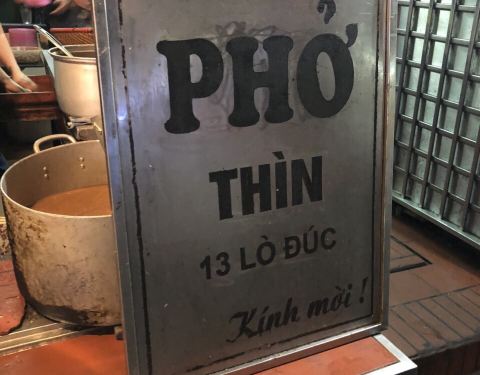 PHỞ
THÌN
13 LÒ ĐÚC
Kính mời !